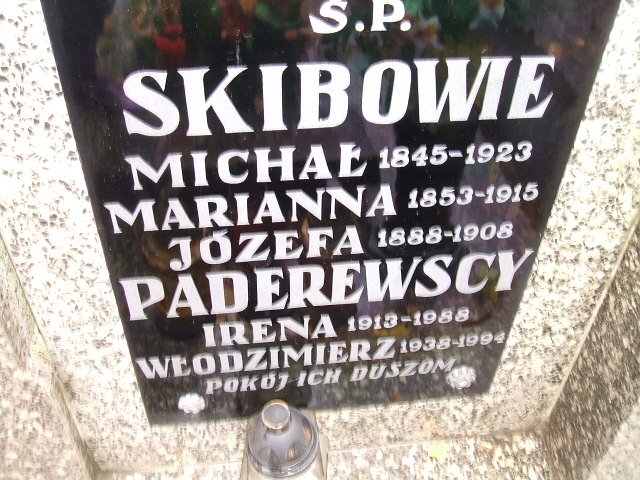 Ś.P.
SKIBOWIE
MICHAŁ 1845-1923
MARIANNA 1853-1915
JÓZEFA 1888-1908
PADEREWSCY
IRENA 1913-1988
WŁODZIMIERZ 1938-1994
POKÓJ ICH DUSZOM